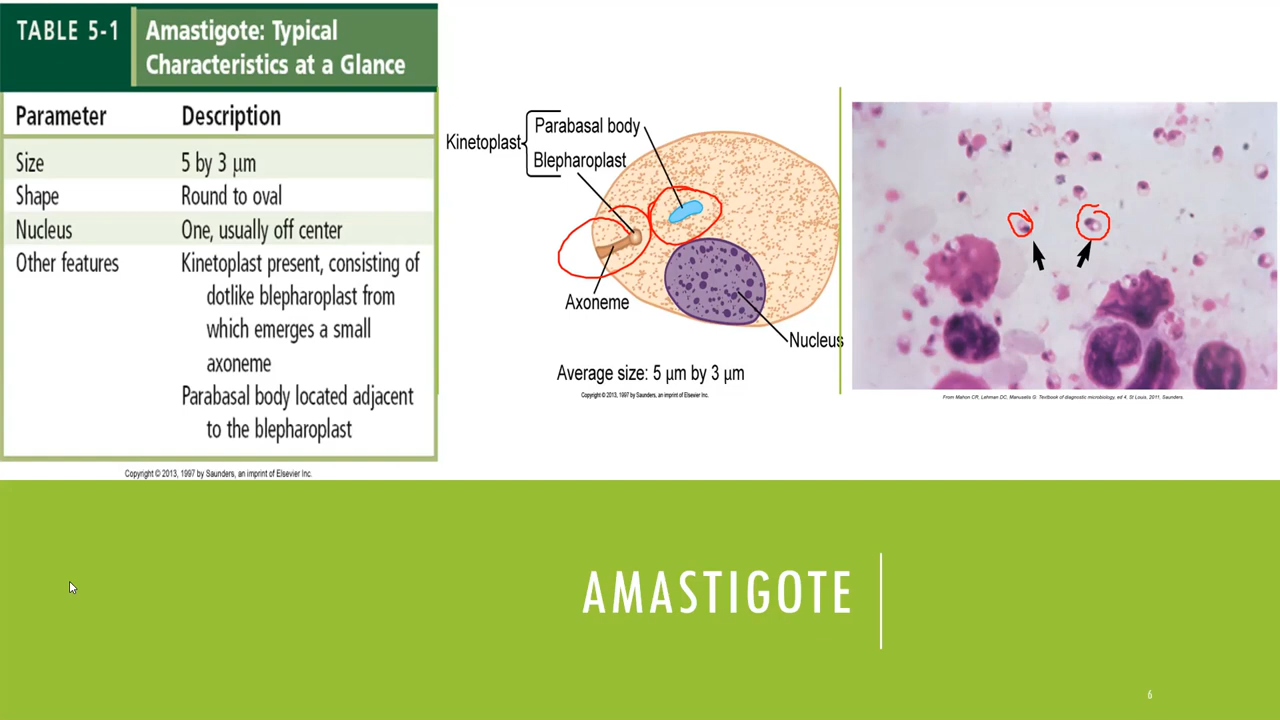 TABLE 5-1
Amastigote: Typical
Characteristics at a Glance
Parameter Description
Size 5 by 3 µm
Shape Round to oval
Nucleus One, usually off center
Other features Kinetoplast present, consisting of
dotlike blepharoplast from
which emerges a small
axoneme
Parabasal body located adjacent
to the blepharoplast
Copyright © 2013, 1997 by Saunders, an imprint of Elsevier Inc.
Kinetoplast
Parabasal body
Blepharoplast
Axoneme
Nucleus
Average size: 5 µm by 3 µm
Copyright © 2013, 1997 by Saunders, an imprint of Elsevier Inc.
From Mahon CR, Lehman DC, Manuselis G: Textbook of diagnostic microbiology, ed 4, St Louis, 2011, Saunders.
AMASTIGOTE
6